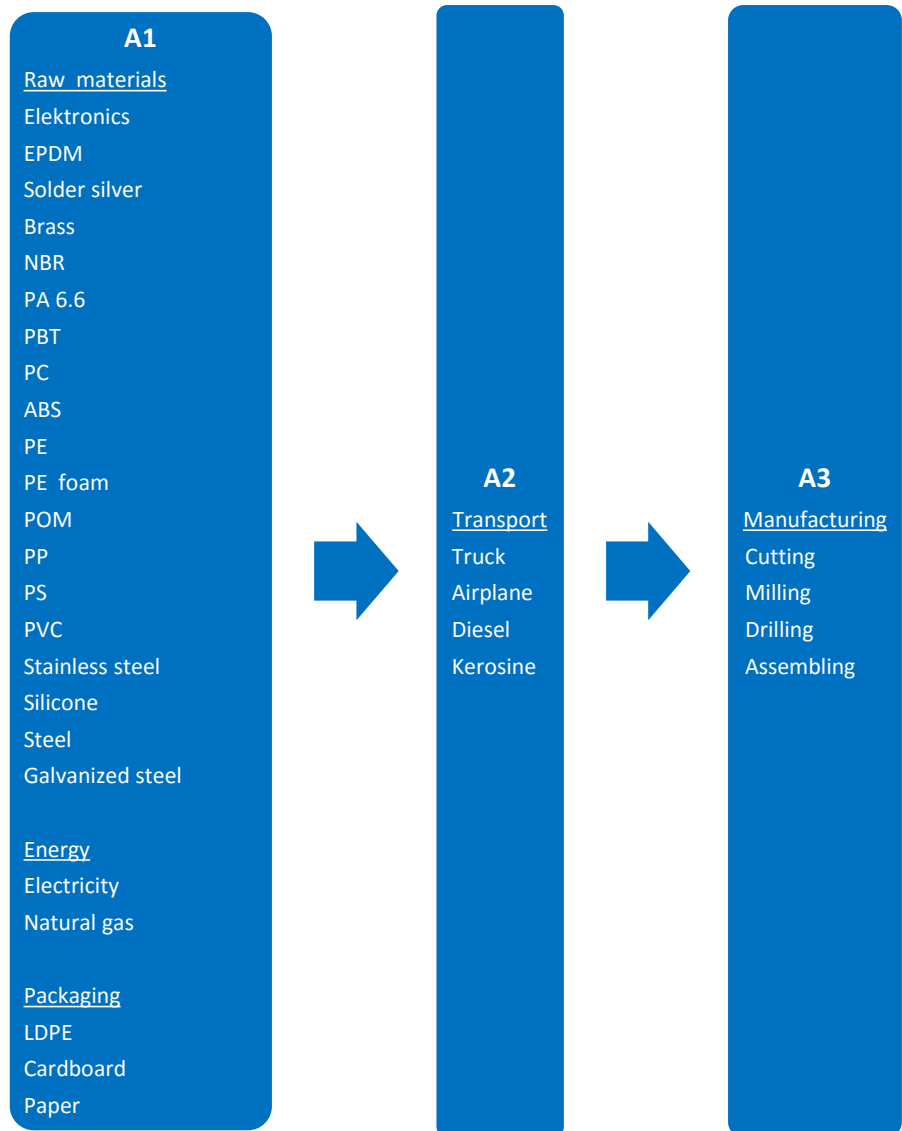 A1
Raw materials
Elektronics
EPDM
Solder silver
Brass
NBR
PA 6.6
PBT
PC
ABS
PE
PE foam
POM
PP
PS
PVC
Stainless steel
Silicone
Steel
Galvanized steel
Energy
Electricity
Natural gas
Packaging
LDPE
Cardboard
Paper
A2
Transport
Truck
Airplane
Diesel
Kerosine
A3
Manufacturing
Cutting
Milling
Drilling
Assembling